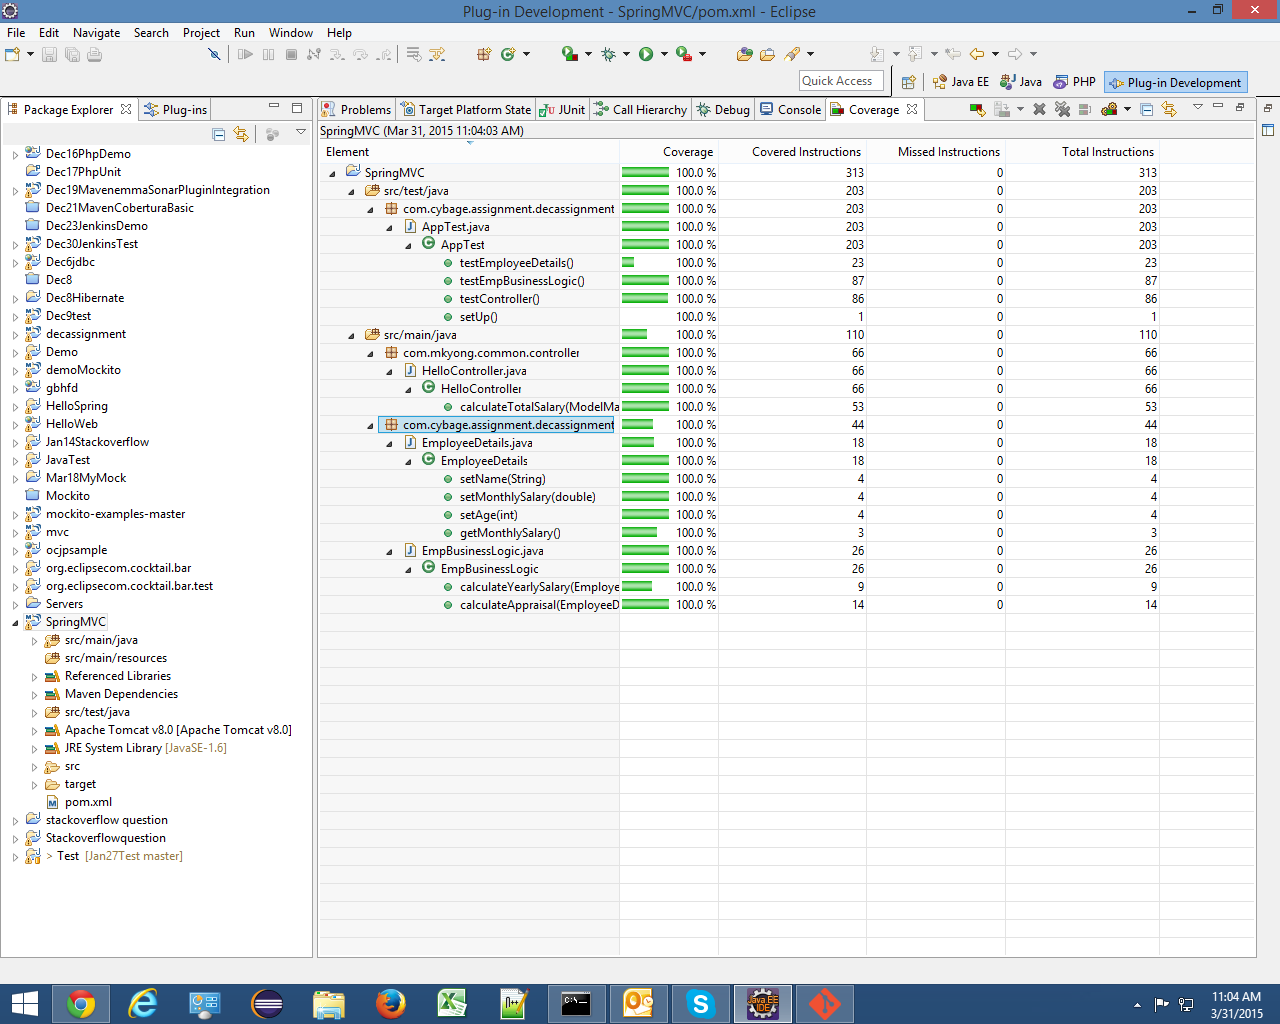 Plug-in Development - SpringMVC/pom.xml - Eclipse
File Edit Navigate Search Project Run Window Help
Quick Access
Java EE Java PHP Plug-in Development
Package Explorer Plug-ins
Problems Target Platform State JUnit Call Hierarchy Debug Console Coverage
SpringMVC (Mar 31, 2015 11:04:03 AM)
Element Coverage Covered Instructions Missed Instructions Total Instructions
SpringMVC 100.0 % 313 0 313
src/test/java 100.0 % 203 0 203
com.cybage.assignment.decassignment 100.0 % 203 0 203
AppTest.java 100.0 % 203 0 203
AppTest 100.0 % 203 0 203
testEmployeeDetails() 100.0 % 23 0 23
testEmpBusinessLogic() 100.0 % 87 0 87
testController() 100.0 % 86 0 86
setUp() 100.0 % 1 0 1
src/main/java 100.0 % 110 0 110
com.mkyong.common.controller 100.0 % 66 0 66
HelloController.java 100.0 % 66 0 66
HelloController 100.0 % 66 0 66
calculateTotalSalary(ModelMa 100.0 % 53 0 53
com.cybage.assignment.decassignment 100.0 % 44 0 44
EmployeeDetails.java 100.0 % 18 0 18
EmployeeDetails 100.0 % 18 0 18
setName(String) 100.0 % 4 0 4
setMonthlySalary(double) 100.0 % 4 0 4
setAge(int) 100.0 % 4 0 4
getMonthlySalary() 100.0 % 3 0 3
EmpBusinessLogic.java 100.0 % 26 0 26
EmpBusinessLogic 100.0 % 26 0 26
calculateYearlySalary(Employe 100.0 % 9 0 9
calculateAppraisal(EmployeeD 100.0 % 14 0 14
Dec16PhpDemo
Dec17PhpUnit
Dec19MavenemmaSonarPluginIntegration
Dec21MavenCoberturaBasic
Dec23JenkinsDemo
Dec30JenkinsTest
Dec6jdbc
Dec8
Dec8Hibernate
Dec9test
decassignment
Demo
demoMockito
gbhfd
HelloSpring
HelloWeb
Jan14Stackoverflow
JavaTest
Mar18MyMock
Mockito
mockito-examples-master
mvc
ocjpsample
org.eclipsecom.cocktail.bar
org.eclipsecom.cocktail.bar.test
Servers
SpringMVC
src/main/java
src/main/resources
Referenced Libraries
Maven Dependencies
src/test/java
Apache Tomcat v8.0 [Apache Tomcat v8.0]
JRE System Library [JavaSE-1.6]
src
target
pom.xml
stackoverflow question
Stackoverflowquestion
> Test [Jan27Test master]
11:04 AM
3/31/2015